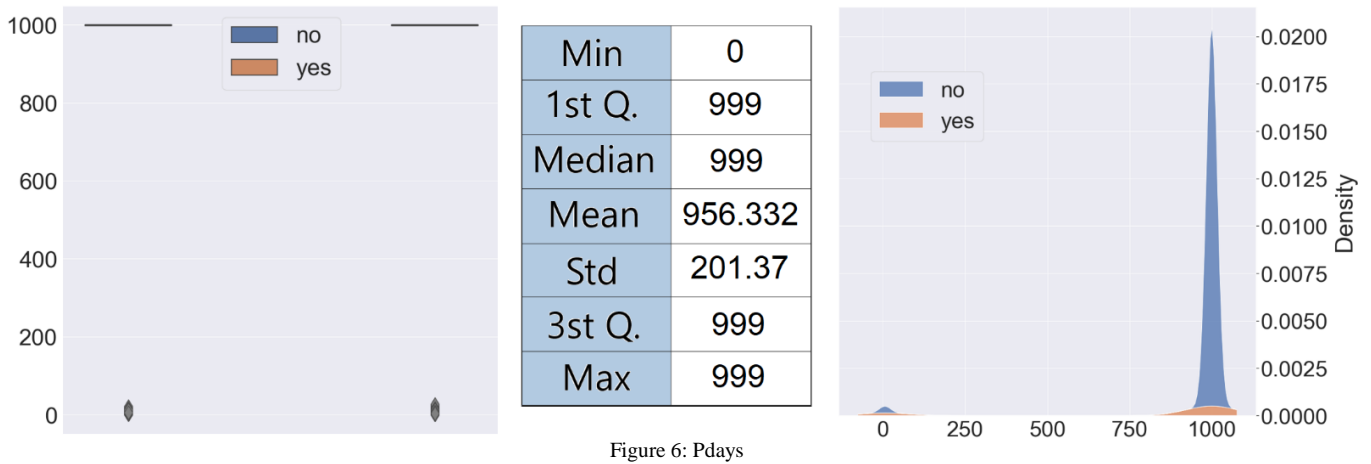 1000
800
600
400
200
0
no
yes
Min 0
1st Q. 999
Median 999
Mean 956.332
Std 201.37
3st Q. 999
Max 999
no
yes
0.0200
0.0175
0.0150
0.0125
0.0100
0.0075
0.0050
0.0025
0.0000
Density
0 250 500 750 1000
Figure 6: Pdays